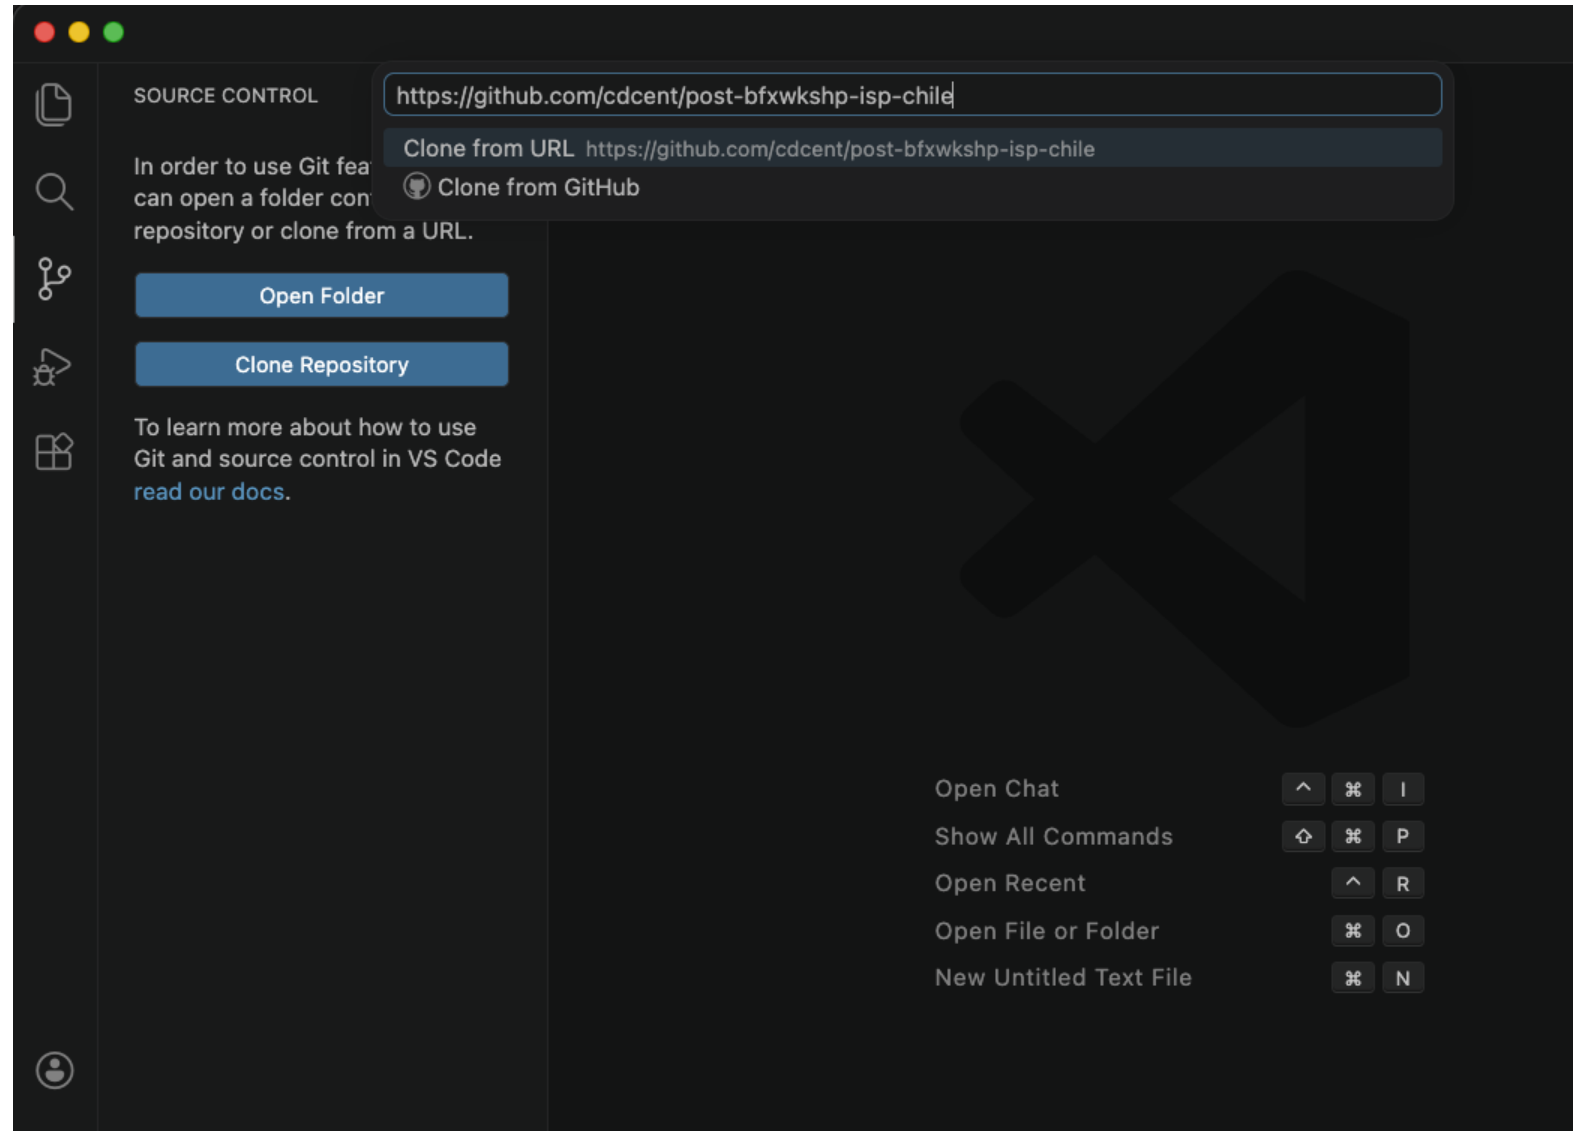 SOURCE CONTROL
https://github.com/cdcent/post-bfxwkshp-isp-chile
Clone from URL https://github.com/cdcent/post-bfxwkshp-isp-chile
Clone from GitHub
In order to use Git fea
can open a folder con
repository or clone from a URL.
Open Folder
Clone Repository
To learn more about how to use
Git and source control in VS Code
read our docs.
Open Chat ^ ⌘ I
Show All Commands ⇧ ⌘ P
Open Recent ^ R
Open File or Folder ⌘ O
New Untitled Text File ⌘ N